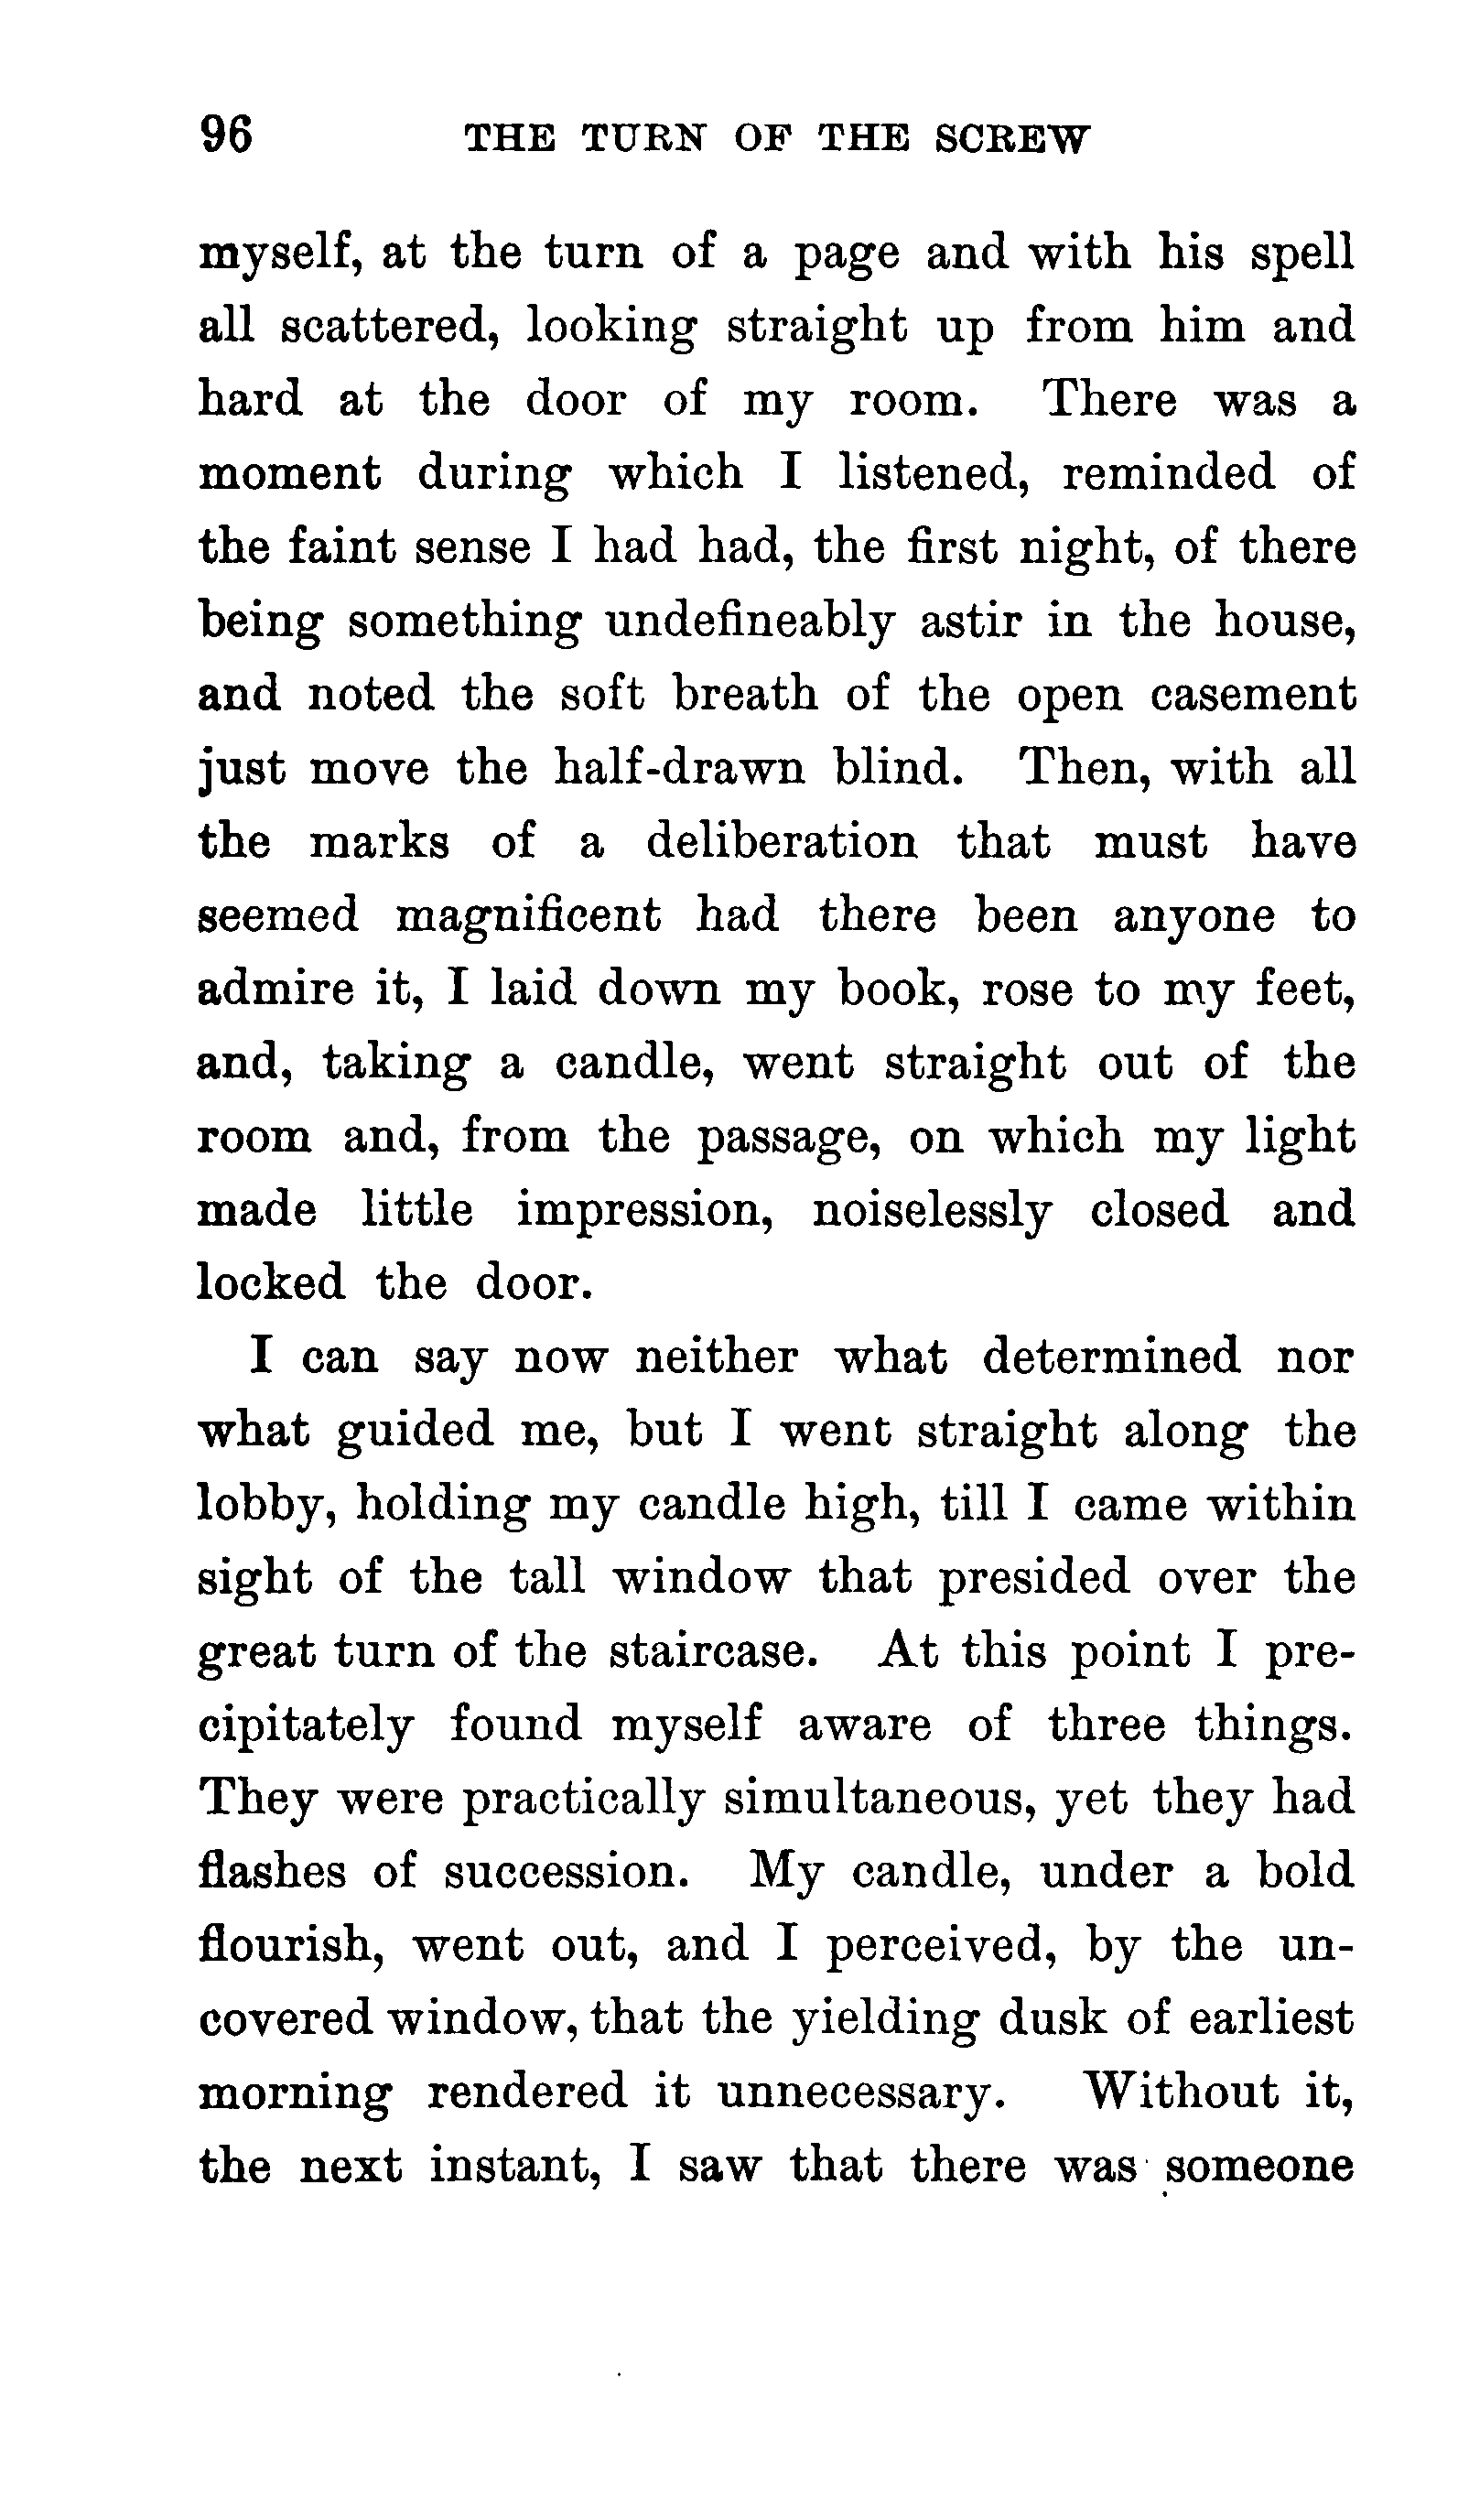 96 THE TURN OF THE SCREW
myself, at the turn of a page and with his spell
all scattered, looking straight up from him and
hard at the door of my room. There was a
moment during which I listened, reminded of
the faint sense I had had, the first night, of there
being something undefineably astir in the house,
and noted the soft breath of the open casement
just move the half-drawn blind. Then, with all
the marks of a deliberation that must have
seemed magnificent had there been anyone to
admire it, I laid down my book, rose to my feet,
and, taking a candle, went straight out of the
room and, from the passage, on which my light
made little impression, noiselessly closed and
locked the door.
I can say now neither what determined nor
what guided me, but I went straight along the
lobby, holding my candle high, till I came within
sight of the tall window that presided over the
great turn of the staircase. At this point I pre-
cipitately found myself aware of three things.
They were practically simultaneous, yet they had
flashes of succession. My candle, under a bold
flourish, went out, and I perceived, by the un-
covered window, that the yielding dusk of earliest
morning rendered it unnecessary. Without it,
the next instant, I saw that there was someone